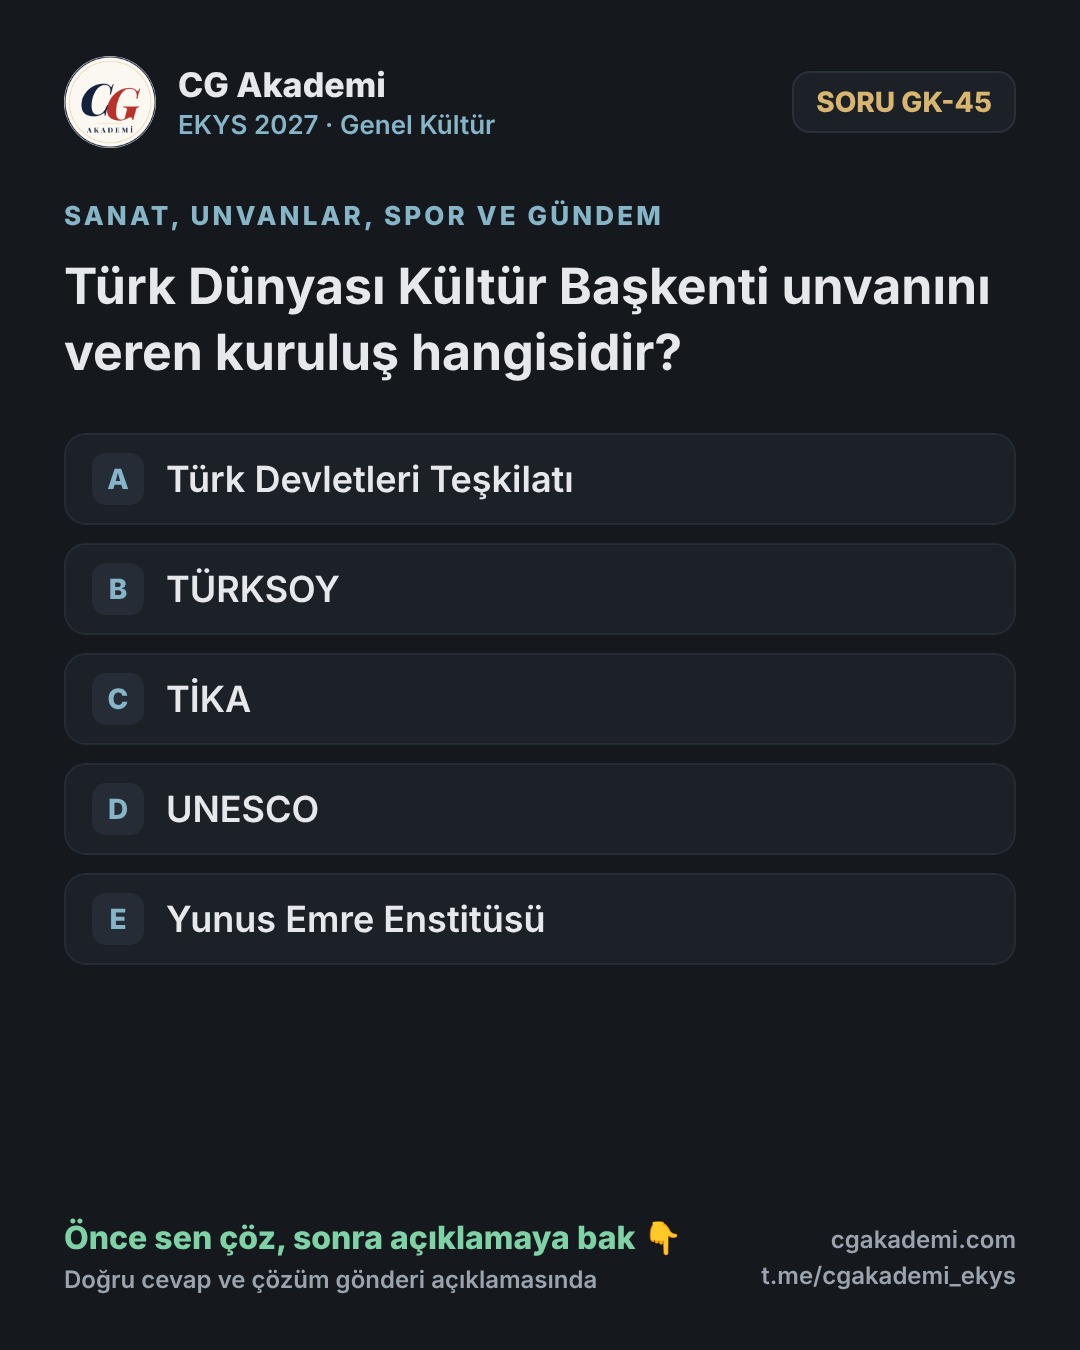 CG
AKADEMİ
CG Akademi
EKYS 2027 · Genel Kültür
SORU GK-45
SANAT, UNVANLAR, SPOR VE GÜNDEM
Türk Dünyası Kültür Başkenti unvanını
veren kuruluş hangisidir?
A Türk Devletleri Teşkilatı
B TÜRKSOY
C TİKA
D UNESCO
E Yunus Emre Enstitüsü
Önce sen çöz, sonra açıklamaya bak 👇
Doğru cevap ve çözüm gönderi açıklamasında
cgakademi.com
t.me/cgakademi_ekys